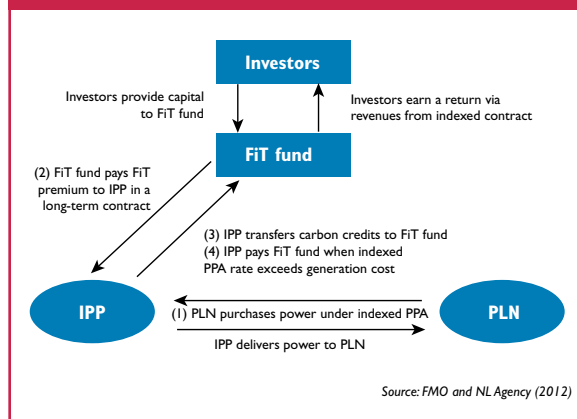 Investors
Investors provide capital
to FiT fund
Investors earn a return via
revenues from indexed contract
FiT fund
(2) FiT fund pays FiT
premium to IPP in a
long-term contract
(3) IPP transfers carbon credits to FiT fund
(4) IPP pays FiT fund when indexed
PPA rate exceeds generation cost
IPP
(1) PLN purchases power under indexed PPA
PLN
IPP delivers power to PLN
Source: FMO and NL Agency (2012)